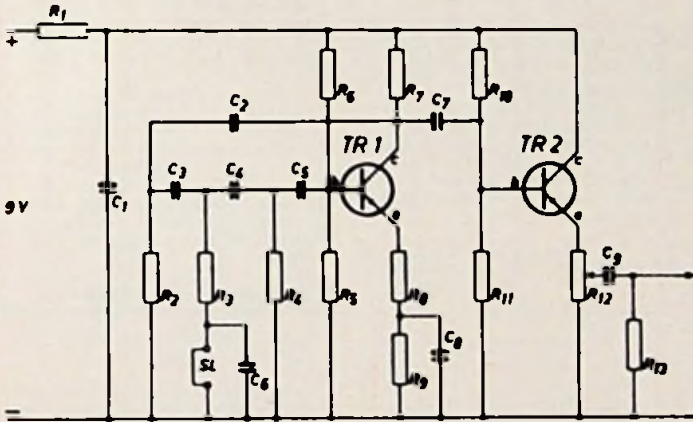 R1
+
R6
R7
R10
C2
C7
TR 1
TR 2
C3
C4
C5
b
c
b
c
C1
9V
e
e
C9
R2
R3
R4
R5
R8
R11
R12
SL
C6
C8
R9
R13
−